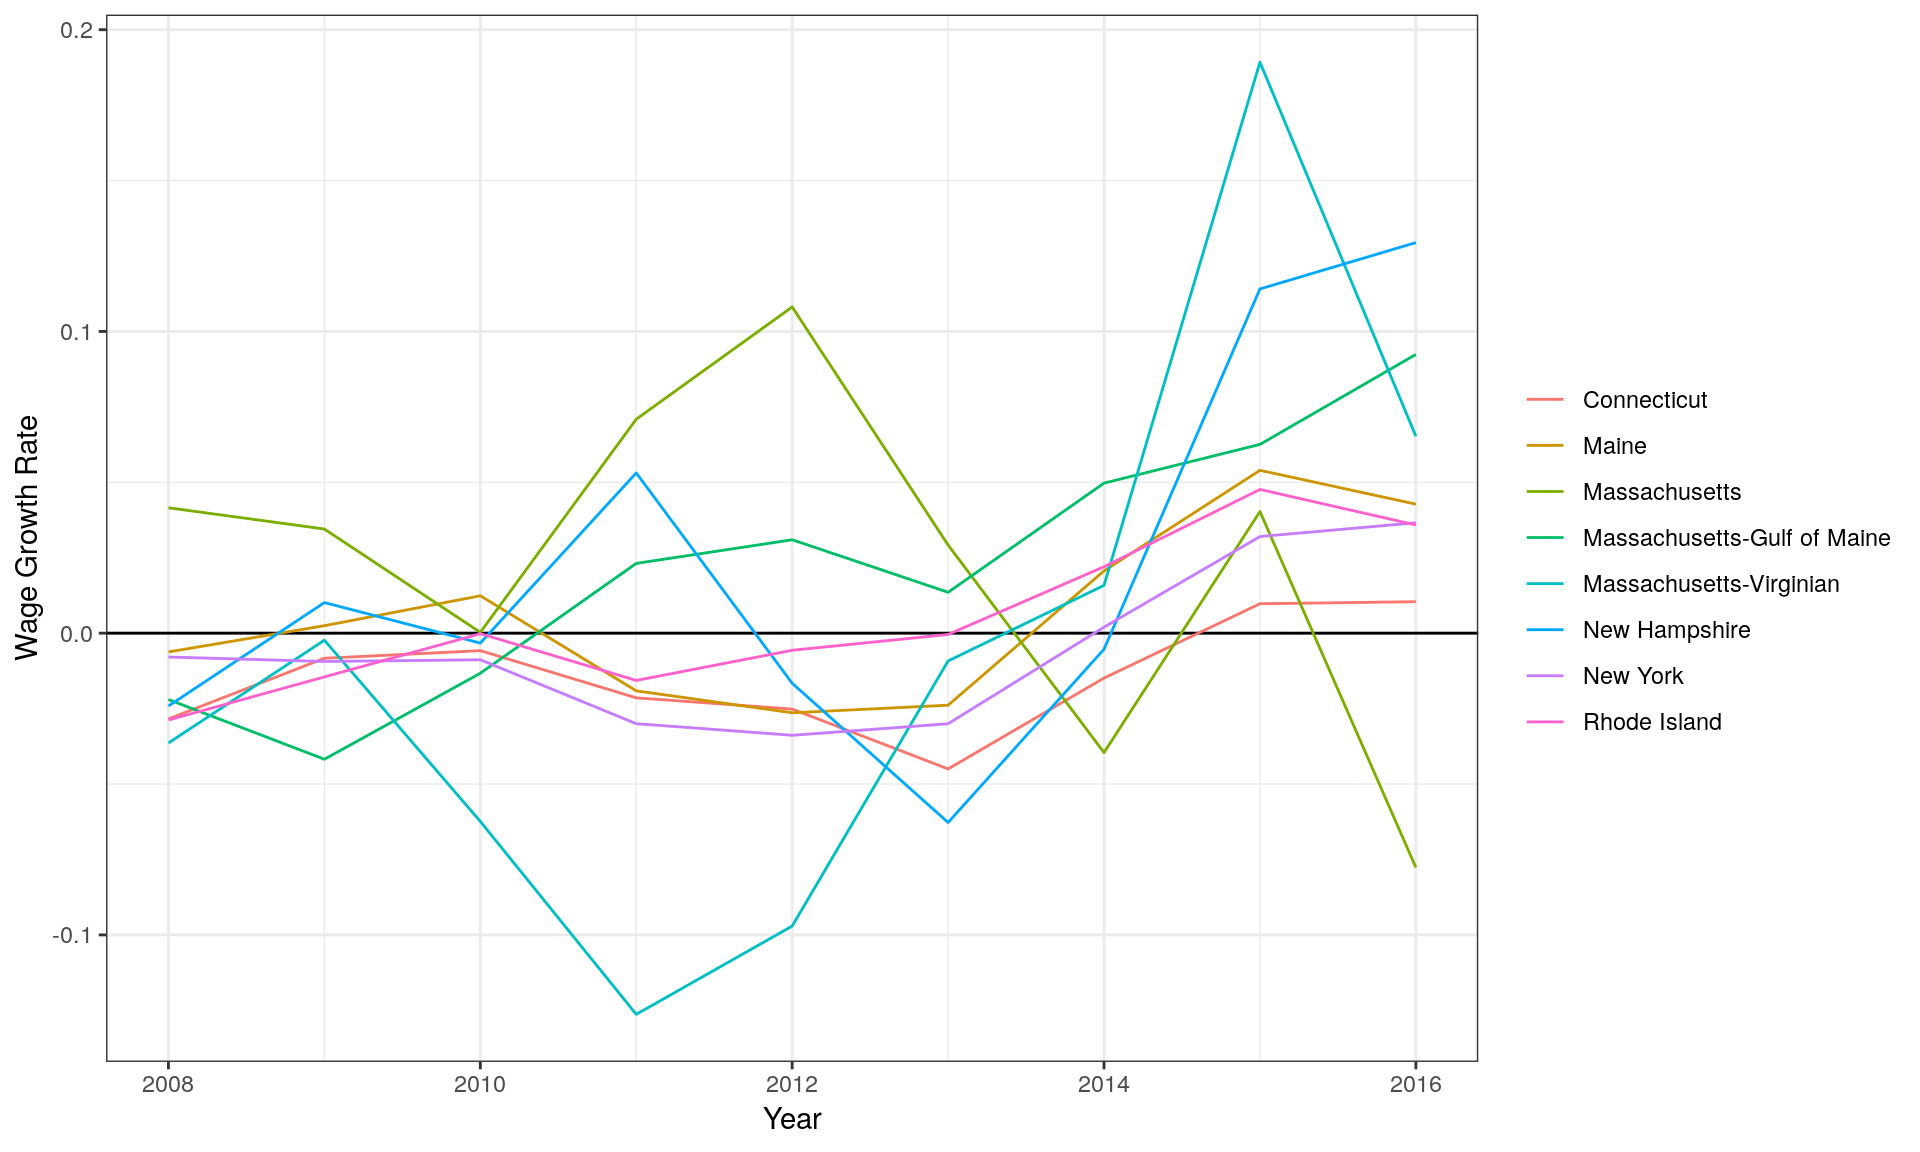 0.2
0.1
0.0
-0.1
Wage Growth Rate
2008 2010 2012 2014 2016
Year
Connecticut
Maine
Massachusetts
Massachusetts-Gulf of Maine
Massachusetts-Virginian
New Hampshire
New York
Rhode Island